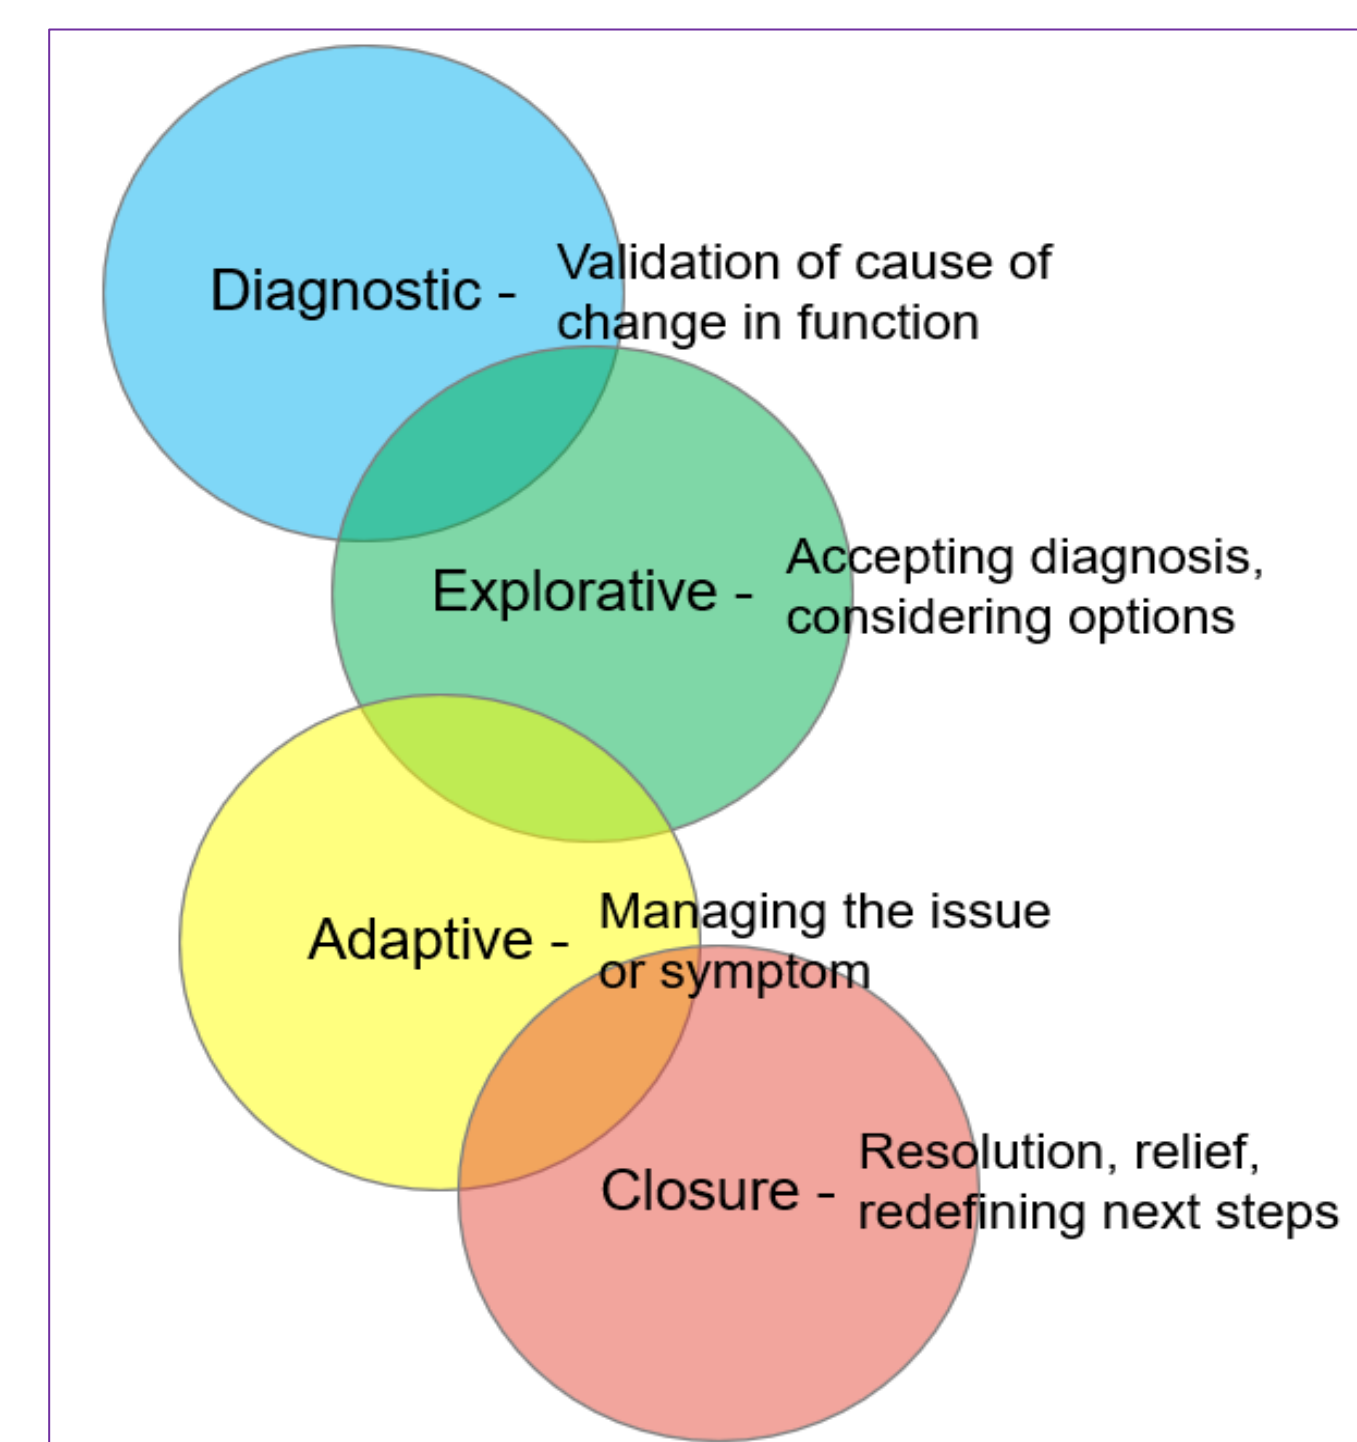 Diagnostic -
Validation of cause of
change in function
Explorative -
Accepting diagnosis,
considering options
Adaptive -
Managing the issue
or symptom
Closure -
Resolution, relief,
redefining next steps